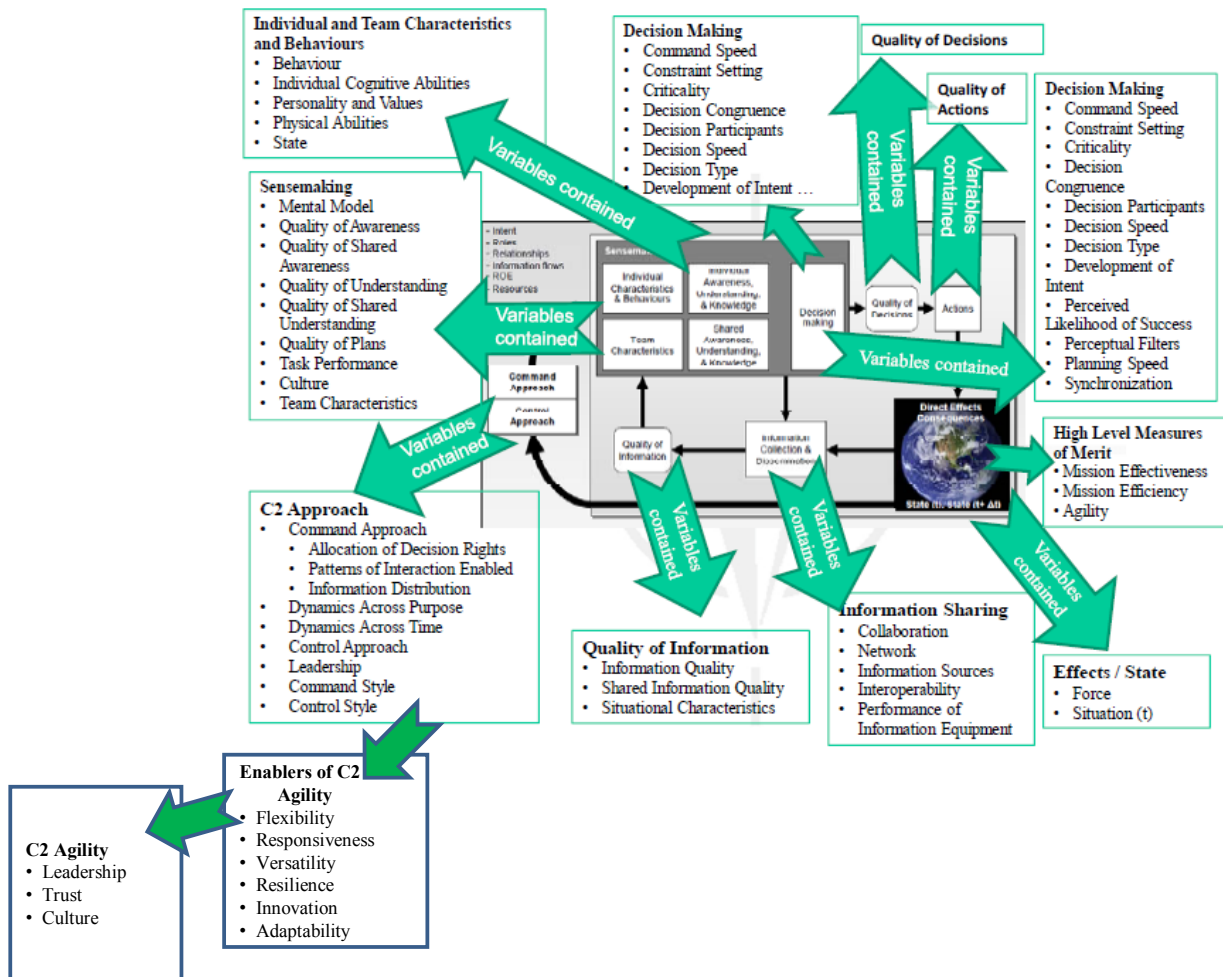 Individual and Team Characteristics
and Behaviours
• Behaviour
• Individual Cognitive Abilities
• Personality and Values
• Physical Abilities
• State
Decision Making
• Command Speed
• Constraint Setting
• Criticality
• Decision Congruence
• Decision Participants
• Decision Speed
• Decision Type
• Development of Intent ...
Quality of Decisions
Quality of
Actions
Decision Making
• Command Speed
• Constraint Setting
• Criticality
• Decision
Congruence
• Decision Participants
• Decision Speed
• Decision Type
• Development of
Intent
• Perceived
Likelihood of Success
• Perceptual Filters
• Planning Speed
• Synchronization
Variables contained
Variables
contained
Variables
contained
Sensemaking
• Mental Model
• Quality of Awareness
• Quality of Shared
Awareness
• Quality of Understanding
• Quality of Shared
Understanding
• Quality of Plans
• Task Performance
• Culture
• Team Characteristics
- Intent
- Roles
- Relationships
- Information flows
- ROE
- Resources
Individual
Characteristics
& Behaviours
Individual
Awareness,
Understanding,
& Knowledge
Team
Characteristics
Shared
Awareness,
Understanding,
& Knowledge
Decision
making
Quality of
Decisions
Actions
Variables
contained
Variables contained
Command
Approach
Control
Approach
Quality of
Information
Information
Collection &
Dissemination
Direct Effects
Consequences
State (t), State (t+ Δt)
High Level Measures
of Merit
• Mission Effectiveness
• Mission Efficiency
• Agility
Variables
contained
Variables
contained
Variables
contained
Variables
contained
C2 Approach
• Command Approach
• Allocation of Decision Rights
• Patterns of Interaction Enabled
• Information Distribution
• Dynamics Across Purpose
• Dynamics Across Time
• Control Approach
• Leadership
• Command Style
• Control Style
Quality of Information
• Information Quality
• Shared Information Quality
• Situational Characteristics
Information Sharing
• Collaboration
• Network
• Information Sources
• Interoperability
• Performance of
Information Equipment
Effects / State
• Force
• Situation (t)
Enablers of C2
Agility
• Flexibility
• Responsiveness
• Versatility
• Resilience
• Innovation
• Adaptability
C2 Agility
• Leadership
• Trust
• Culture